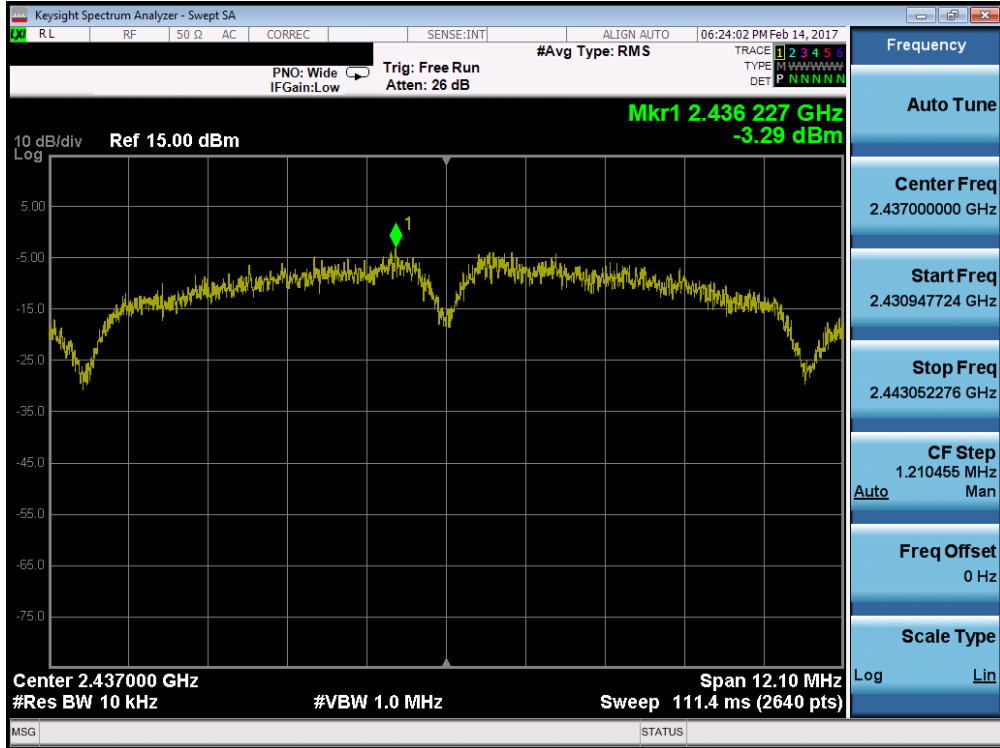 Keysight Spectrum Analyzer - Swept SA
LXI RL RF 50 Ω AC CORREC SENSE:INT ALIGN AUTO 06:24:02 PM Feb 14, 2017
PNO: Wide
IFGain:Low
Trig: Free Run
Atten: 26 dB
#Avg Type: RMS
TRACE 1 2 3 4 5 6
TYPE M WWWWW
DET P N N N N N
Mkr1 2.436 227 GHz
-3.29 dBm
10 dB/div
Log
Ref 15.00 dBm
1
5.00
-5.00
-15.0
-25.0
-35.0
-45.0
-55.0
-65.0
-75.0
Center 2.437000 GHz
#Res BW 10 kHz
#VBW 1.0 MHz
Span 12.10 MHz
Sweep 111.4 ms (2640 pts)
MSG
STATUS
Frequency
Auto Tune
Center Freq
2.437000000 GHz
Start Freq
2.430947724 GHz
Stop Freq
2.443052276 GHz
CF Step
1.210455 MHz
Auto Man
Freq Offset
0 Hz
Scale Type
Log Lin